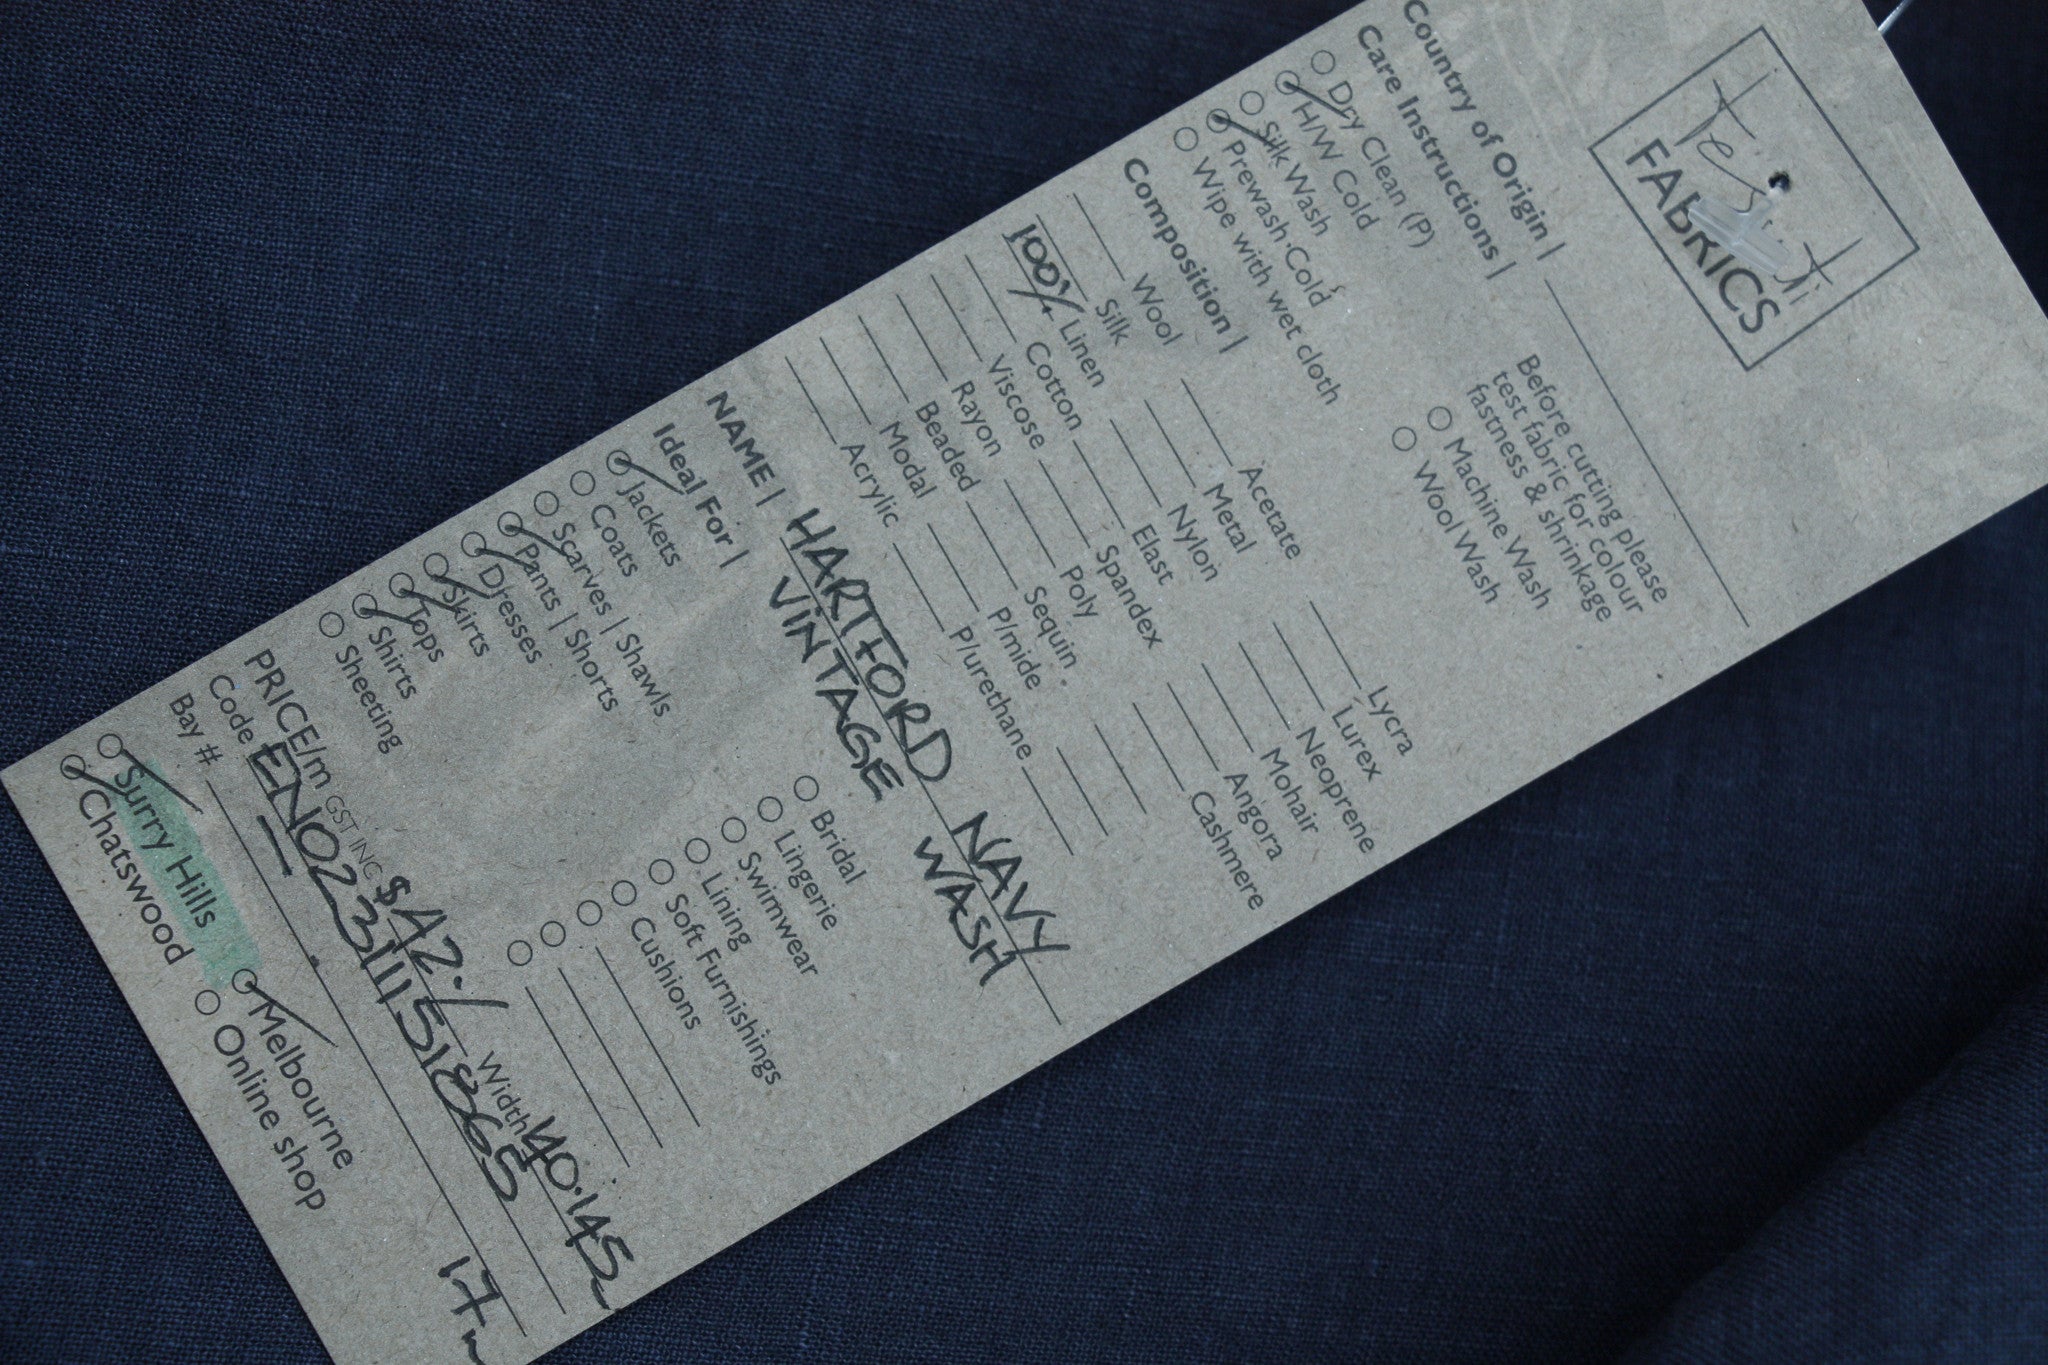 Tessuti
FABRICS
Country of Origin |
Care Instructions |
Before cutting please
test fabric for colour
fastness & shrinkage
Dry Clean (P)
H/W Cold
Silk Wash
Prewash Cold
Wipe with wet cloth
Machine Wash
Wool Wash
Composition |
Wool
Silk
100% Linen
Cotton
Viscose
Rayon
Beaded
Modal
Acrylic
Acetate
Metal
Nylon
Elast
Spandex
Poly
Sequin
P/mide
P/urethane
Lycra
Lurex
Neoprene
Mohair
Angora
Cashmere
NAME | HARTFORD NAVY
VINTAGE WASH
Ideal For |
Jackets
Coats
Scarves | Shawls
Pants | Shorts
Dresses
Skirts
Tops
Shirts
Sheeting
Bridal
Lingerie
Swimwear
Lining
Soft Furnishings
Cushions
PRICE/m GST INC $42.
Width 140.145
Code
Bay #
17
Surry Hills
Chatswood
Melbourne
Online shop